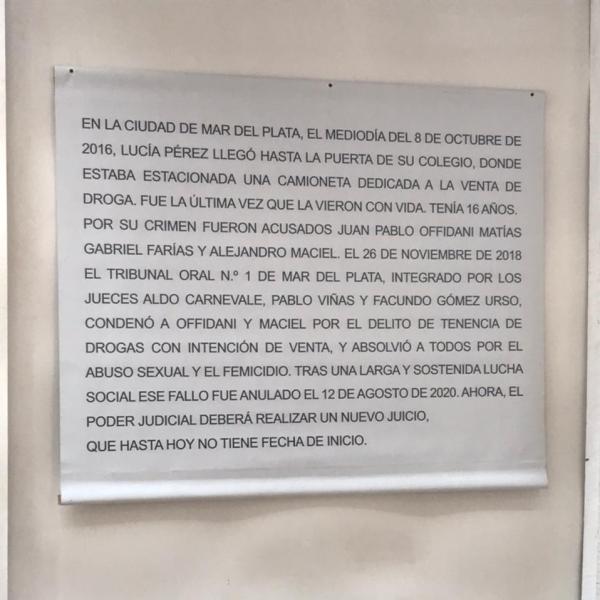 EN LA CIUDAD DE MAR DEL PLATA, EL MEDIODÍA DEL 8 DE OCTUBRE DE
2016, LUCÍA PÉREZ LLEGÓ HASTA LA PUERTA DE SU COLEGIO, DONDE
ESTABA ESTACIONADA UNA CAMIONETA DEDICADA A LA VENTA DE
DROGA. FUE LA ÚLTIMA VEZ QUE LA VIERON CON VIDA. TENÍA 16 AÑOS.
POR SU CRIMEN FUERON ACUSADOS JUAN PABLO OFFIDANI MATÍAS
GABRIEL FARÍAS Y ALEJANDRO MACIEL. EL 26 DE NOVIEMBRE DE 2018
EL TRIBUNAL ORAL N.º 1 DE MAR DEL PLATA, INTEGRADO POR LOS
JUECES ALDO CARNEVALE, PABLO VIÑAS Y FACUNDO GÓMEZ URSO,
CONDENÓ A OFFIDANI Y MACIEL POR EL DELITO DE TENENCIA DE
DROGAS CON INTENCIÓN DE VENTA, Y ABSOLVIÓ A TODOS POR EL
ABUSO SEXUAL Y EL FEMICIDIO. TRAS UNA LARGA Y SOSTENIDA LUCHA
SOCIAL ESE FALLO FUE ANULADO EL 12 DE AGOSTO DE 2020. AHORA, EL
PODER JUDICIAL DEBERÁ REALIZAR UN NUEVO JUICIO,
QUE HASTA HOY NO TIENE FECHA DE INICIO.